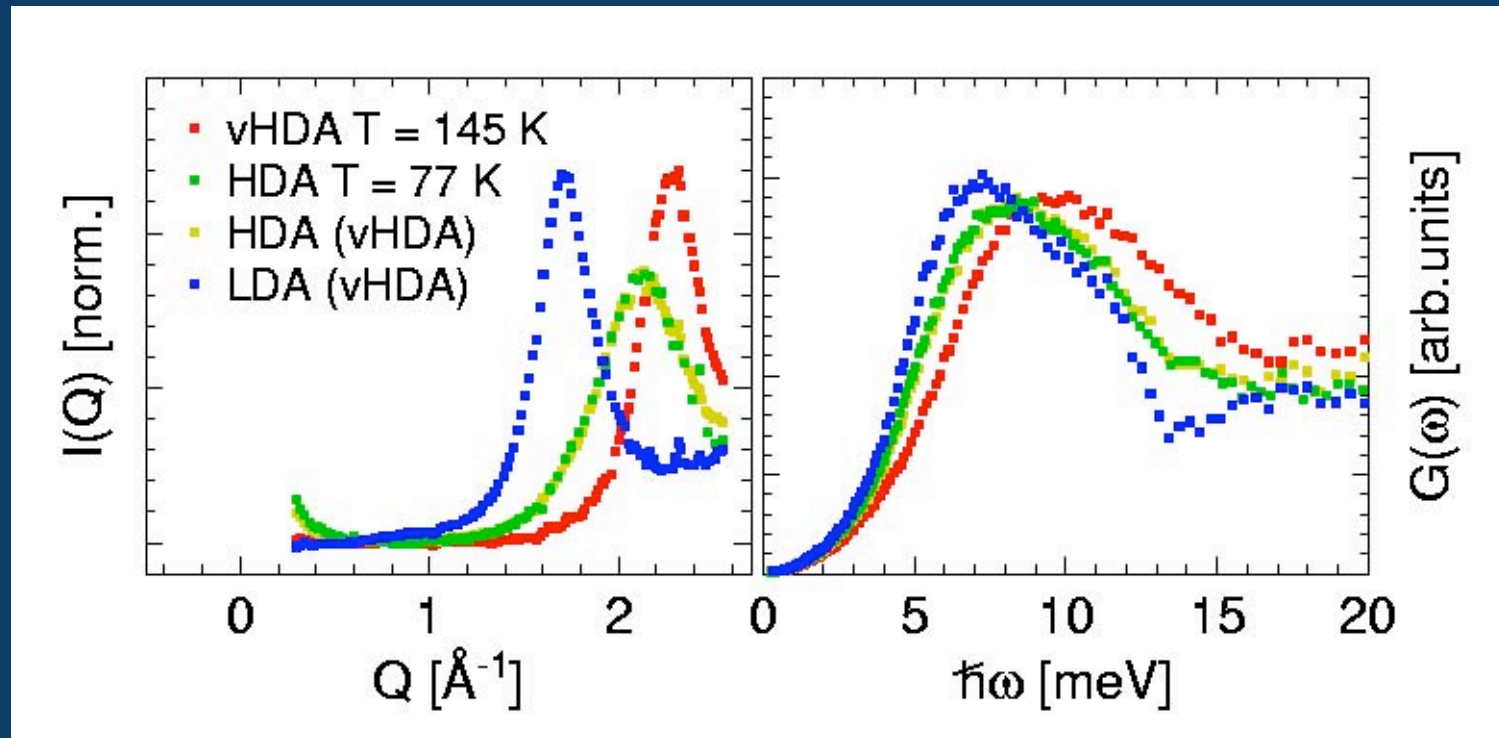 vHDA T = 145 K
HDA T = 77 K
HDA (vHDA)
LDA (vHDA)
I(Q) [norm.]
G(ω) [arb.units]
0 1 2
0 5 10 15 20
Q [Å⁻¹]
ħω [meV]